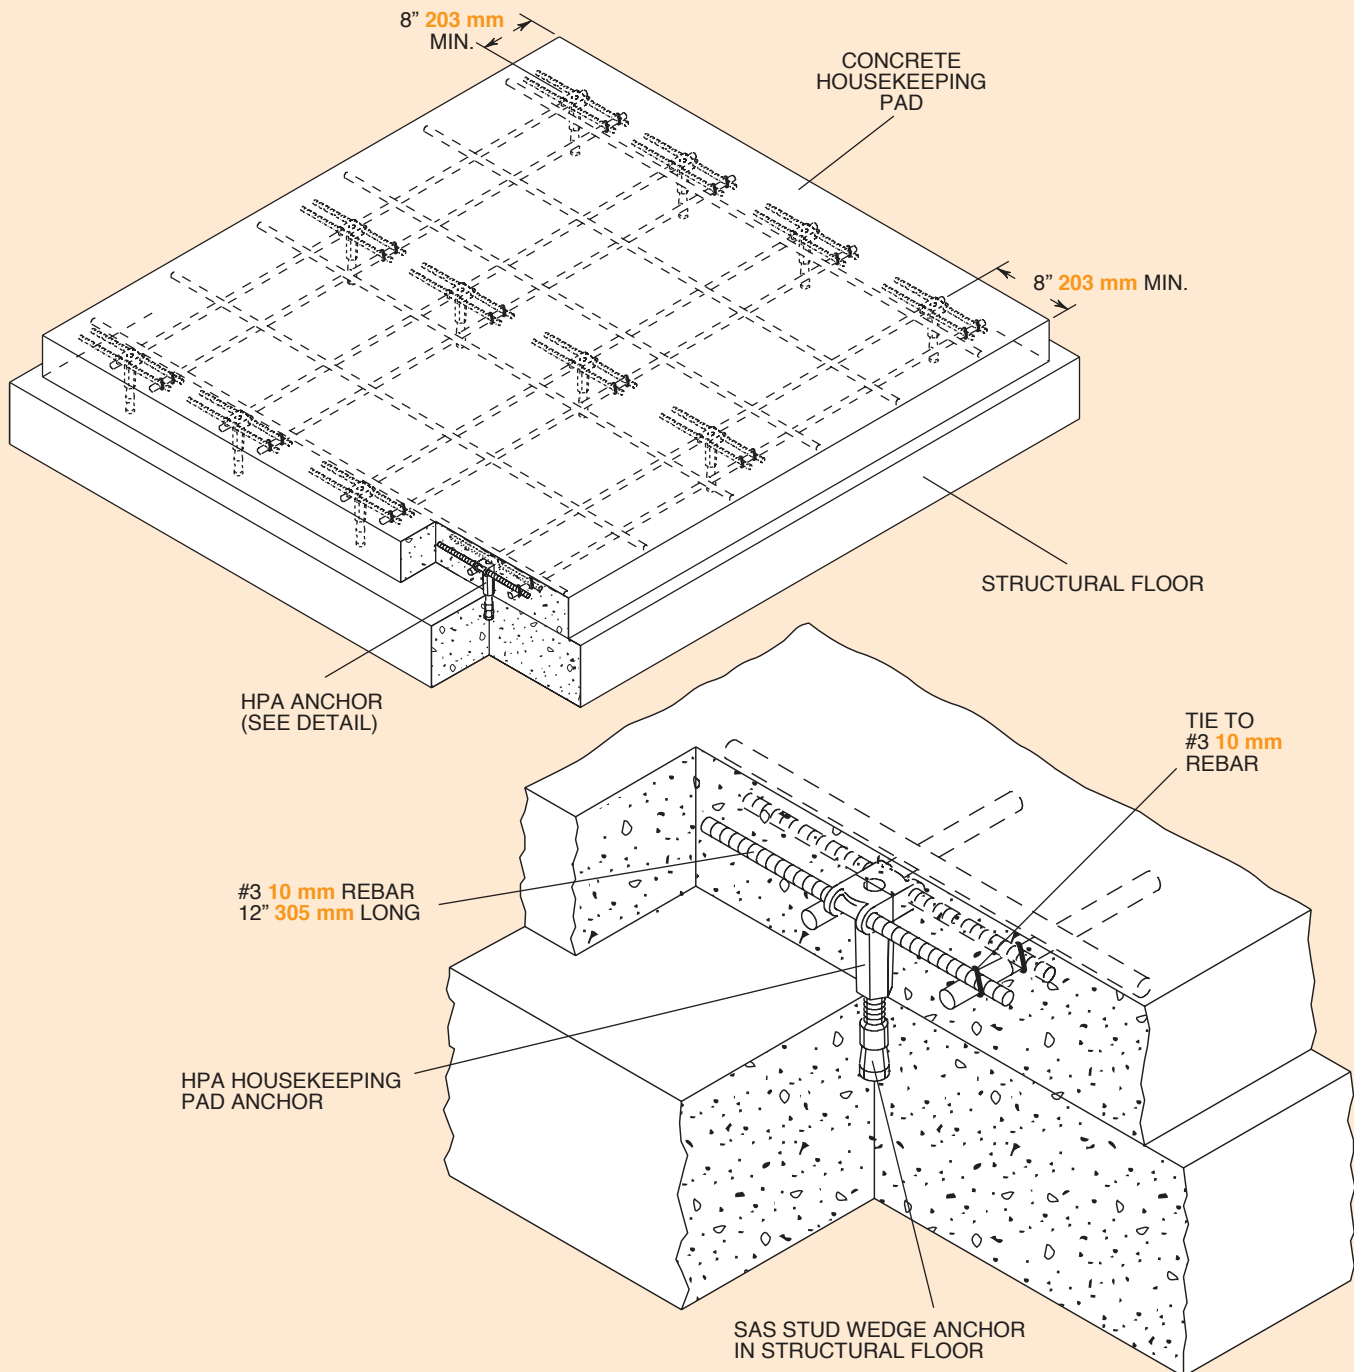 8” 203 mm
MIN.
CONCRETE
HOUSEKEEPING
PAD
8” 203 mm MIN.
STRUCTURAL FLOOR
HPA ANCHOR
(SEE DETAIL)
TIE TO
#3 10 mm
REBAR
#3 10 mm REBAR
12” 305 mm LONG
HPA HOUSEKEEPING
PAD ANCHOR
SAS STUD WEDGE ANCHOR
IN STRUCTURAL FLOOR